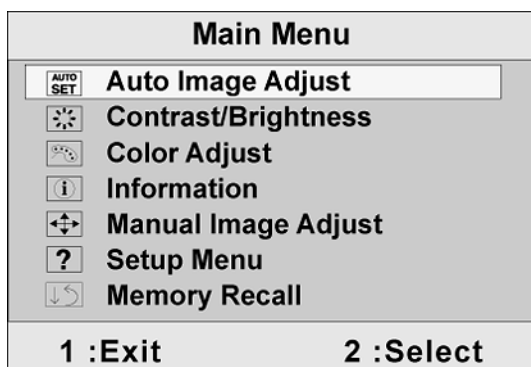 Main Menu
AUTO SET Auto Image Adjust
Contrast/Brightness
Color Adjust
i Information
Manual Image Adjust
? Setup Menu
Memory Recall
1 :Exit 2 :Select